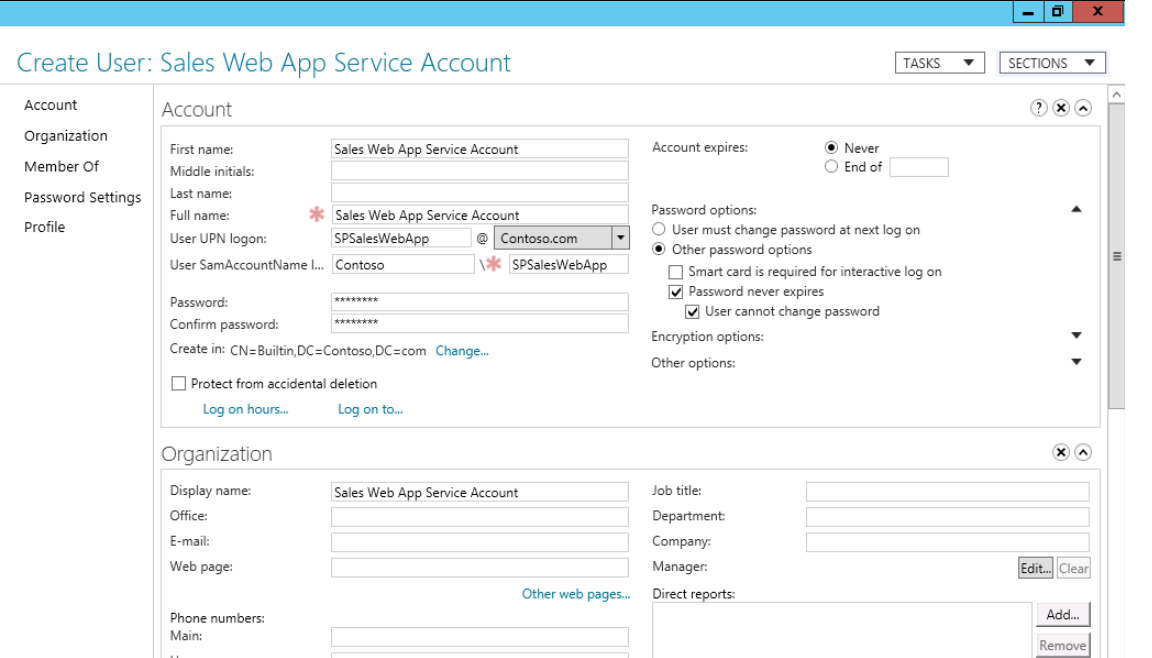 Create User: Sales Web App Service Account
TASKS
SECTIONS
Account
Organization
Member Of
Password Settings
Profile
Account
First name: Sales Web App Service Account
Middle initials:
Last name:
Full name: * Sales Web App Service Account
User UPN logon: SPSalesWebApp @ Contoso.com
User SamAccountName l... Contoso \ * SPSalesWebApp
Password: ********
Confirm password: ********
Create in: CN=Builtin,DC=Contoso,DC=com Change...
Protect from accidental deletion
Log on hours... Log on to...
Account expires: Never
End of
Password options:
User must change password at next log on
Other password options
Smart card is required for interactive log on
Password never expires
User cannot change password
Encryption options:
Other options:
Organization
Display name: Sales Web App Service Account
Office:
E-mail:
Web page:
Other web pages...
Phone numbers:
Main:
Job title:
Department:
Company:
Manager: Edit... Clear
Direct reports:
Add...
Remove